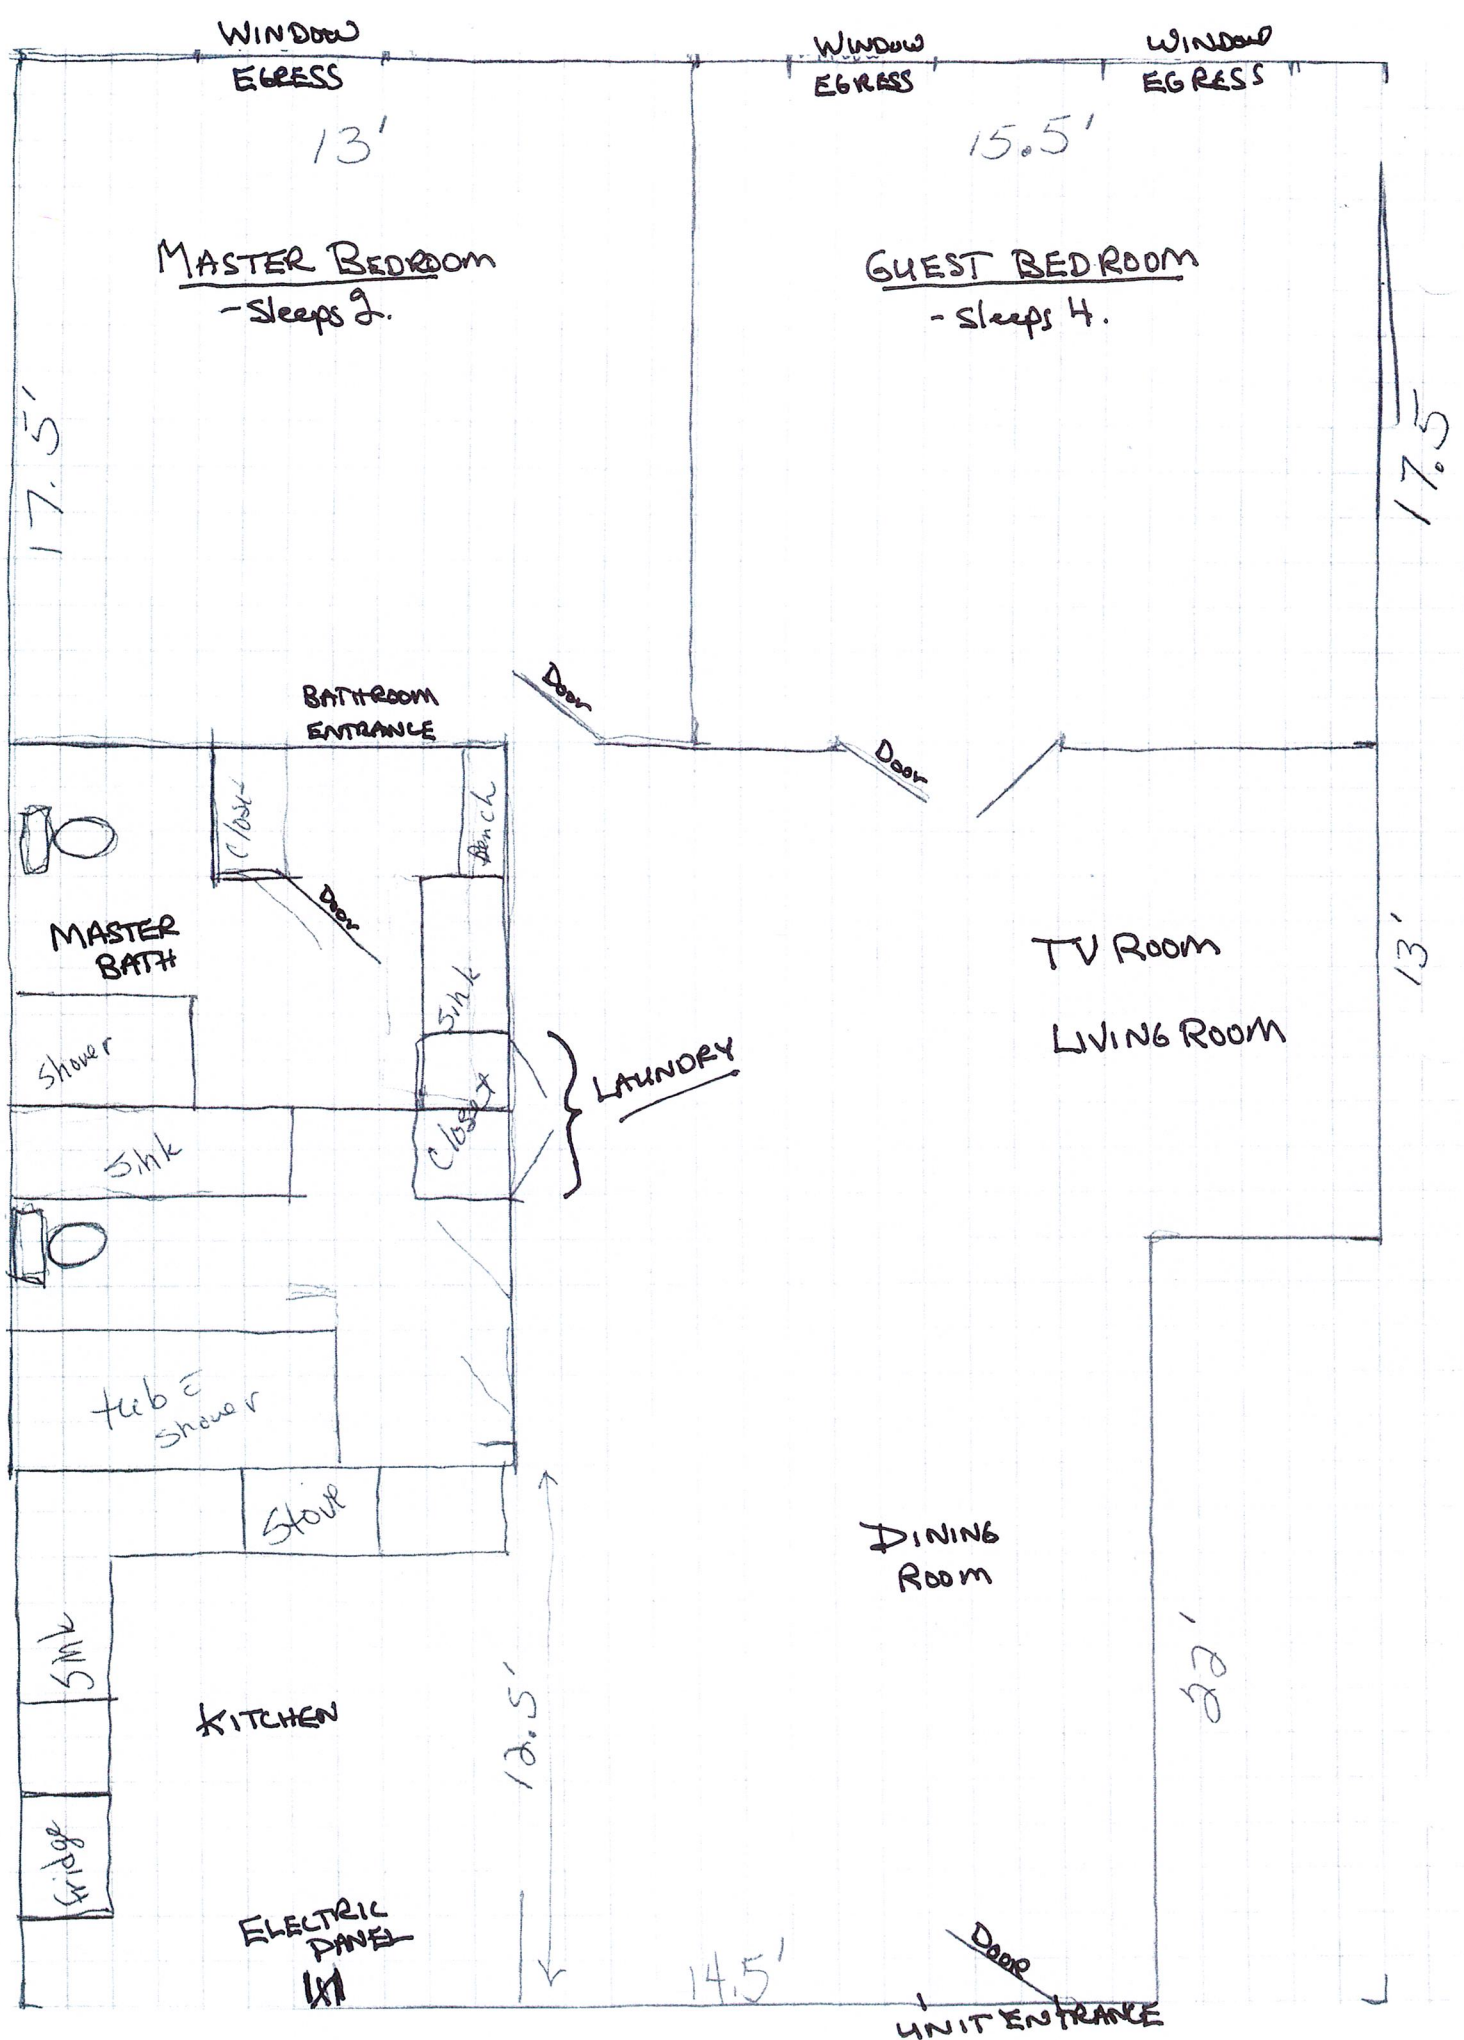 WINDOW
EGRESS
WINDOW
EGRESS
WINDOW
EGRESS
13'
15.5'
MASTER BEDROOM
- Sleeps 2.
GUEST BEDROOM
- Sleeps 4.
17.5'
17.5
Door
BATHROOM
ENTRANCE
Door
Closet
Bench
Door
MASTER
BATH
Sink
TV ROOM
LIVING ROOM
13'
Shower
LAUNDRY
Closet
Sink
tub c̄
shower
Stove
DINING
ROOM
Sink
KITCHEN
12.5'
22'
fridge
ELECTRIC
PANEL
14.5'
DOOR
UNIT ENTRANCE